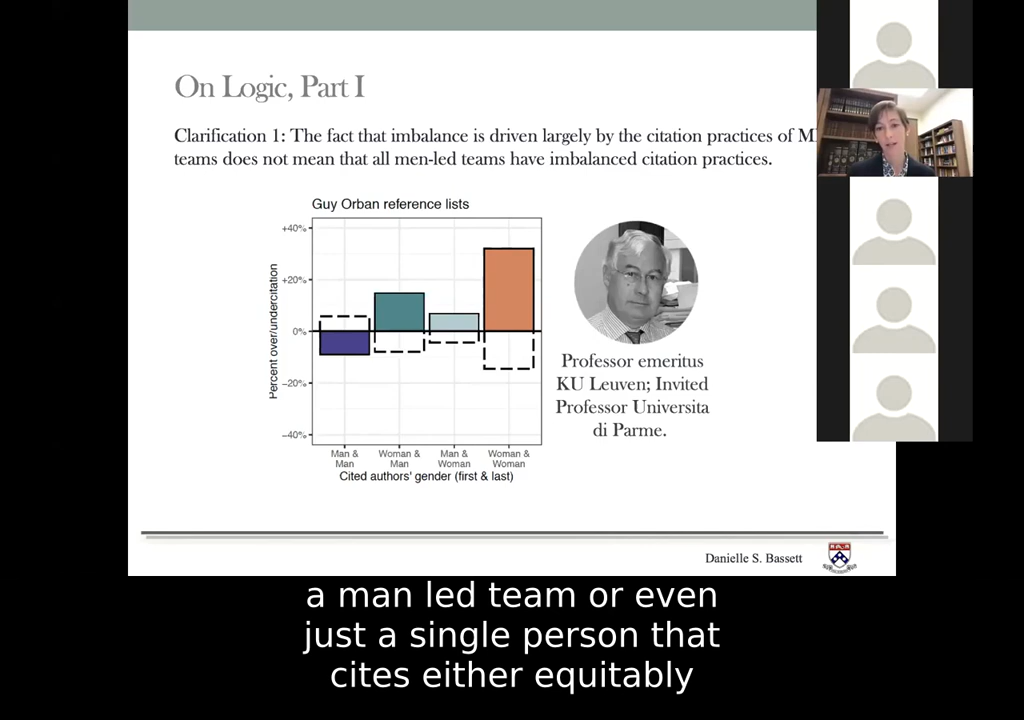 On Logic, Part I
Clarification 1: The fact that imbalance is driven largely by the citation practices of M
teams does not mean that all men-led teams have imbalanced citation practices.
Guy Orban reference lists
+40%
+20%
0%
−20%
−40%
Percent over/undercitation
Man &
Man
Woman &
Man
Man &
Woman
Woman &
Woman
Cited authors' gender (first & last)
Professor emeritus
KU Leuven; Invited
Professor Universita
di Parme.
Danielle S. Bassett
a man led team or even
just a single person that
cites either equitably